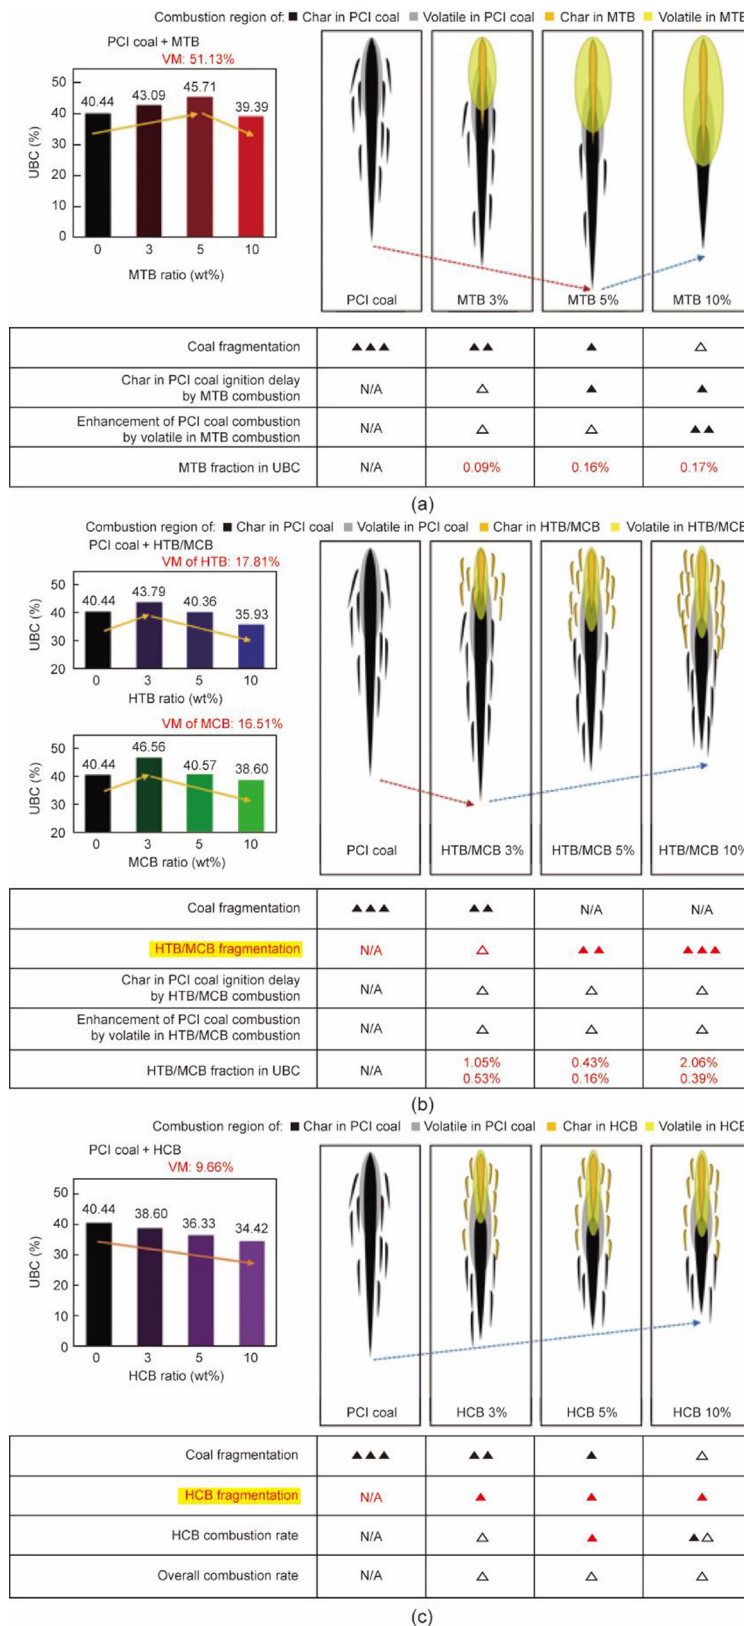 Combustion region of: ■ Char in PCI coal ■ Volatile in PCI coal ■ Char in MTB ■ Volatile in MTB
PCI coal + MTB
VM: 51.13%
UBC (%)
50
40
30
20
10
0
40.44
43.09
45.71
39.39
0 3 5 10
MTB ratio (wt%)
PCI coal MTB 3% MTB 5% MTB 10%
Coal fragmentation ▲▲▲ ▲▲ ▲ △
Char in PCI coal ignition delay
by MTB combustion N/A △ ▲ ▲
Enhancement of PCI coal combustion
by volatile in MTB combustion N/A △ △ ▲▲
MTB fraction in UBC N/A 0.09% 0.16% 0.17%
(a)
Combustion region of: ■ Char in PCI coal ■ Volatile in PCI coal ■ Char in HTB/MCB ■ Volatile in HTB/MCB
PCI coal + HTB/MCB
VM of HTB: 17.81%
UBC (%)
50
40
30
20
40.44
43.79
40.36
35.93
0 3 5 10
HTB ratio (wt%)
VM of MCB: 16.51%
UBC (%)
50
40
30
20
40.44
46.56
40.57
38.60
0 3 5 10
MCB ratio (wt%)
PCI coal HTB/MCB 3% HTB/MCB 5% HTB/MCB 10%
Coal fragmentation ▲▲▲ ▲▲ N/A N/A
HTB/MCB fragmentation N/A △ ▲▲ ▲▲▲
Char in PCI coal ignition delay
by HTB/MCB combustion N/A △ △ △
Enhancement of PCI coal combustion
by volatile in HTB/MCB combustion N/A △ △ △
HTB/MCB fraction in UBC N/A 1.05% 0.43% 2.06%
0.53% 0.16% 0.39%
(b)
Combustion region of: ■ Char in PCI coal ■ Volatile in PCI coal ■ Char in HCB ■ Volatile in HCB
PCI coal + HCB
VM: 9.66%
UBC (%)
50
40
30
20
10
0
40.44
38.60
36.33
34.42
0 3 5 10
HCB ratio (wt%)
PCI coal HCB 3% HCB 5% HCB 10%
Coal fragmentation ▲▲▲ ▲▲ ▲ △
HCB fragmentation N/A ▲ ▲ ▲
HCB combustion rate N/A △ ▲ ▲△
Overall combustion rate N/A △ △ △
(c)